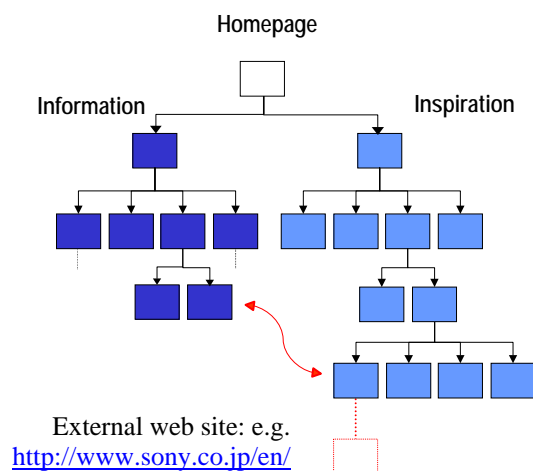 Homepage
Information
Inspiration
External web site: e.g.
http://www.sony.co.jp/en/